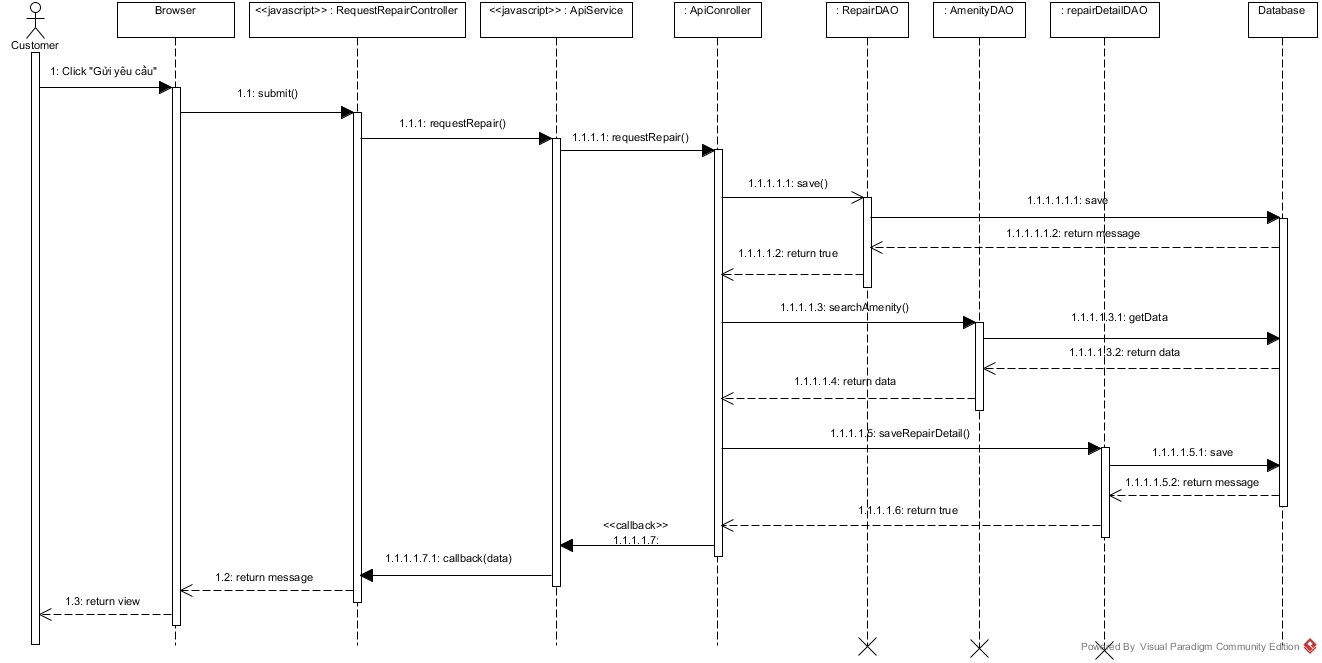 Browser
<<javascript>> : RequestRepairController
<<javascript>> : ApiService
: ApiConroller
: RepairDAO
: AmenityDAO
: repairDetailDAO
Database
Customer
1: Click "Gửi yêu cầu"
1.1: submit()
1.1.1: requestRepair()
1.1.1.1: requestRepair()
1.1.1.1.1: save()
1.1.1.1.1.1: save
1.1.1.1.1.2: return message
1.1.1.1.2: return true
1.1.1.1.3: searchAmenity()
1.1.1.1.3.1: getData
1.1.1.1.3.2: return data
1.1.1.1.4: return data
1.1.1.1.5: saveRepairDetail()
1.1.1.1.5.1: save
1.1.1.1.5.2: return message
1.1.1.1.6: return true
<<callback>>
1.1.1.1.7:
1.1.1.1.7.1: callback(data)
1.2: return message
1.3: return view
Powered By Visual Paradigm Community Edition